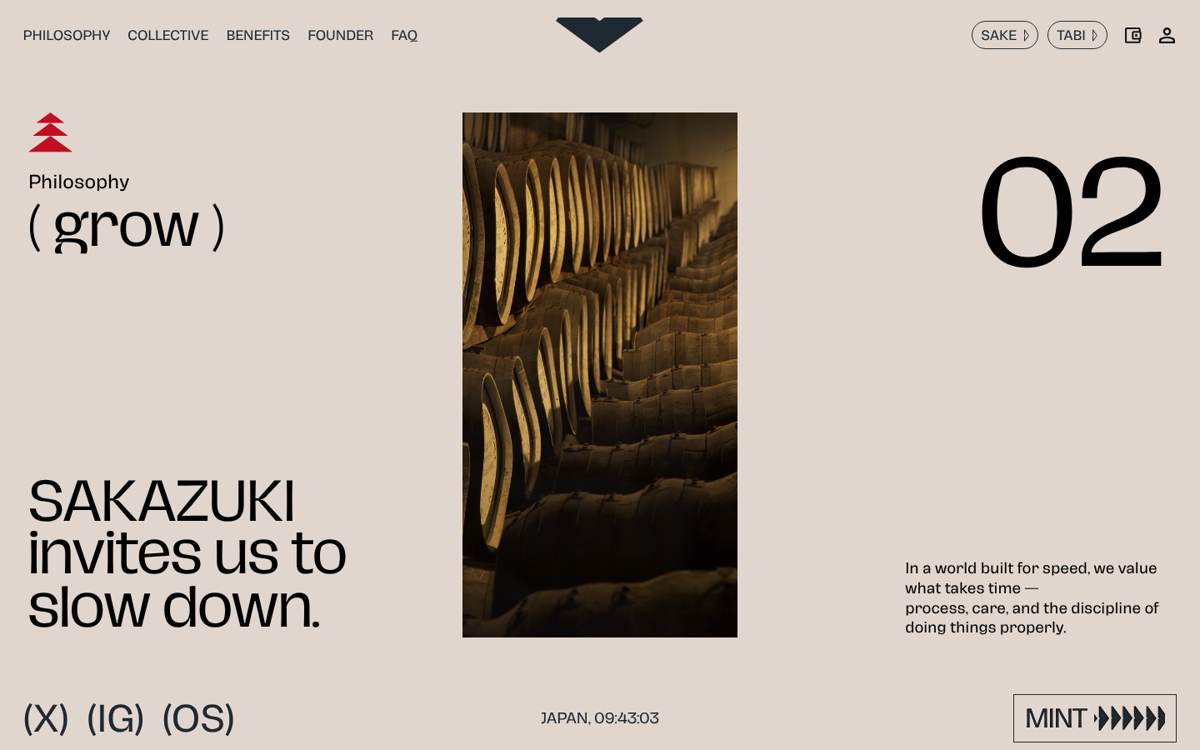 PHILOSOPHY COLLECTIVE BENEFITS FOUNDER FAQ
SAKE TABI
Philosophy
( grow )
02
SAKAZUKI
invites us to
slow down.
In a world built for speed, we value
what takes time —
process, care, and the discipline of
doing things properly.
(X) (IG) (OS)
JAPAN, 09:43:03
MINT